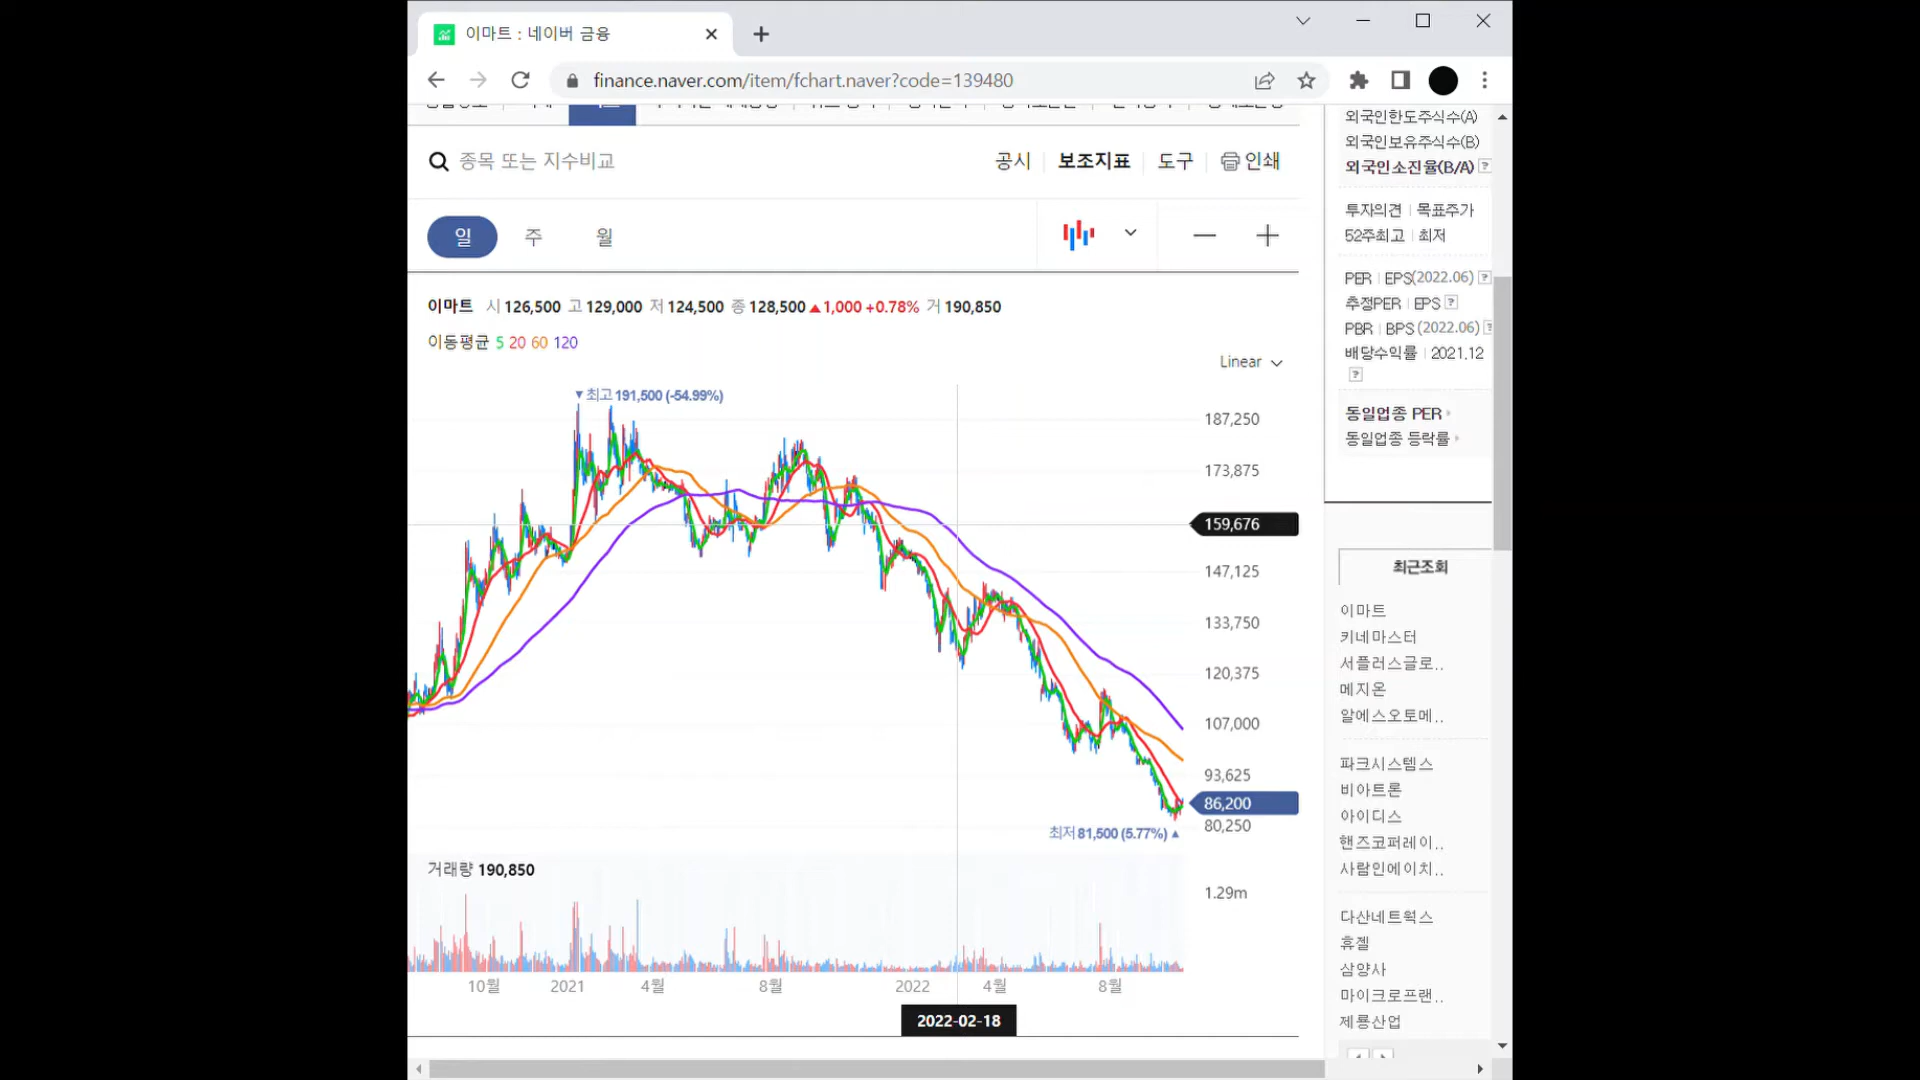 이마트 : 네이버 금융
finance.naver.com/item/fchart.naver?code=139480
종목 또는 지수비교
공시 보조지표 도구 인쇄
일 주 월
이마트 시 126,500 고 129,000 저 124,500 종 128,500 ▲1,000 +0.78% 거 190,850
이동평균 5 20 60 120
Linear
▼최고 191,500 (-54.99%)
187,250
173,875
159,676
147,125
133,750
120,375
107,000
93,625
86,200
80,250
최저 81,500 (5.77%) ▲
거래량 190,850
1.29m
10월 2021 4월 8월 2022 4월 8월
2022-02-18
외국인한도주식수(A)
외국인보유주식수(B)
외국인소진율(B/A) ?
투자의견 | 목표주가
52주최고 | 최저
PER | EPS(2022.06) ?
추정PER | EPS ?
PBR | BPS (2022.06) ?
배당수익률 | 2021.12
?
동일업종 PER
동일업종 등락률
최근조회
이마트
키네마스터
서플러스글로..
메지온
알에스오토메..
파크시스템스
비아트론
아이디스
핸즈코퍼레이..
사람인에이치..
다산네트웍스
휴젤
삼양사
마이크로프랜..
제룡산업